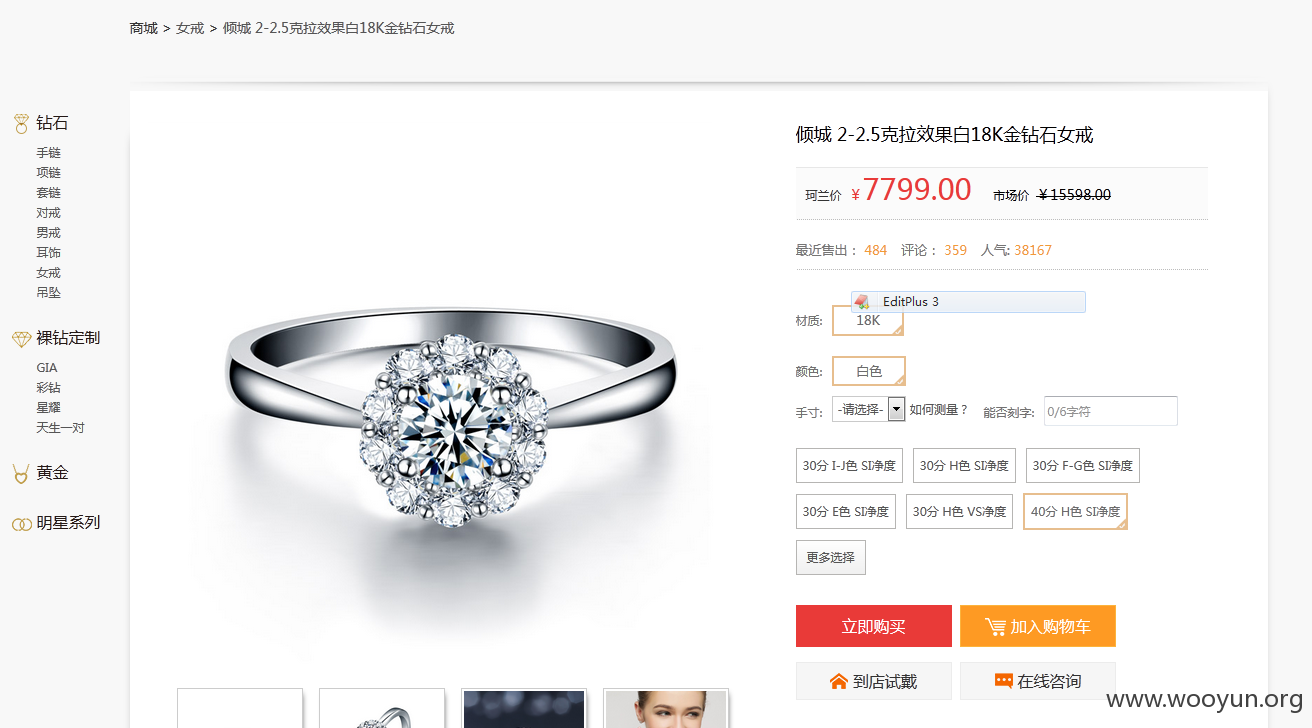 商城 > 女戒 > 倾城 2-2.5克拉效果白18K金钻石女戒
钻石
手链
项链
套链
对戒
男戒
耳饰
女戒
吊坠
裸钻定制
GIA
彩钻
星耀
天生一对
黄金
明星系列
倾城 2-2.5克拉效果白18K金钻石女戒
珂兰价 ¥7799.00 市场价 ¥15598.00
最近售出： 484 评论： 359 人气: 38167
EditPlus 3
材质: 18K
颜色: 白色
手寸: -请选择- 如何测量？ 能否刻字: 0/6字符
30分 I-J色 SI净度 30分 H色 SI净度 30分 F-G色 SI净度
30分 E色 SI净度 30分 H色 VS净度 40分 H色 SI净度
更多选择
立即购买 加入购物车
到店试戴 在线咨询
www.wooyun.org